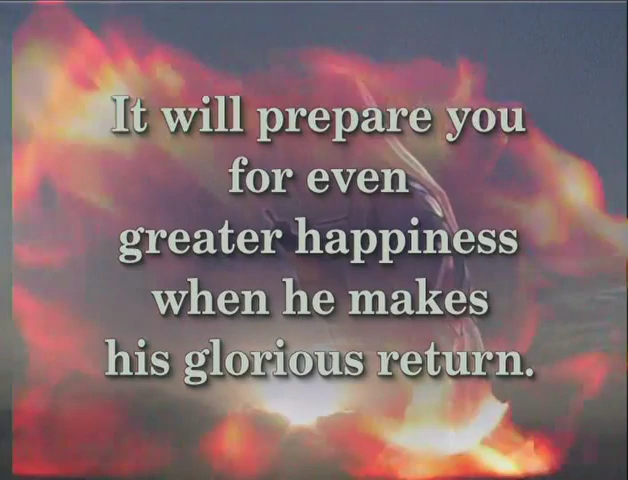 It will prepare you
for even
greater happiness
when he makes
his glorious return.